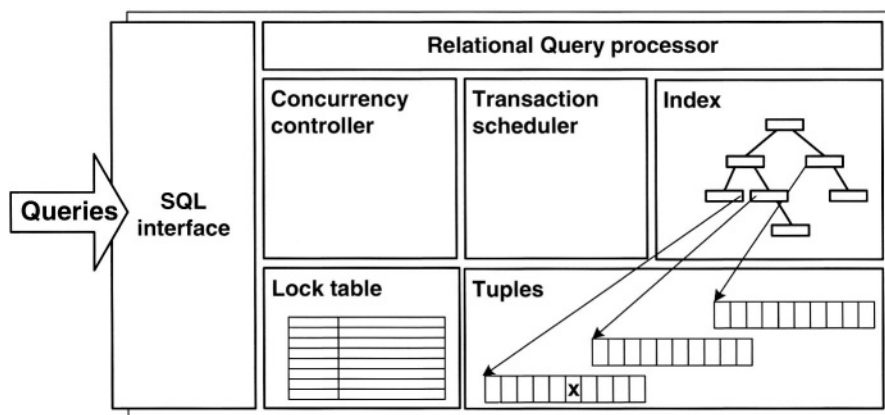 Relational Query processor
Concurrency
controller
Transaction
scheduler
Index
Queries
SQL
interface
Lock table
Tuples
x